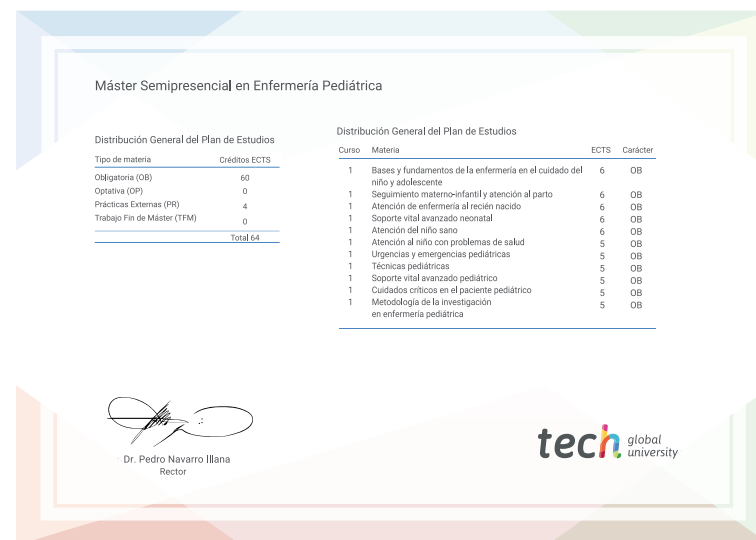 Máster Semipresencial en Enfermería Pediátrica
Distribución General del Plan de Estudios
Tipo de materia Créditos ECTS
Obligatoria (OB) 60
Optativa (OP) 0
Prácticas Externas (PR) 4
Trabajo Fin de Máster (TFM) 0
Total 64
Distribución General del Plan de Estudios
Curso Materia ECTS Carácter
1 Bases y fundamentos de la enfermería en el cuidado del 6 OB
niño y adolescente
1 Seguimiento materno-infantil y atención al parto 6 OB
1 Atención de enfermería al recién nacido 6 OB
1 Soporte vital avanzado neonatal 6 OB
1 Atención del niño sano 6 OB
1 Atención al niño con problemas de salud 5 OB
1 Urgencias y emergencias pediátricas 5 OB
1 Técnicas pediátricas 5 OB
1 Soporte vital avanzado pediátrico 5 OB
1 Cuidados críticos en el paciente pediátrico 5 OB
1 Metodología de la investigación 5 OB
en enfermería pediátrica
Dr. Pedro Navarro Illana
Rector
tech global
university